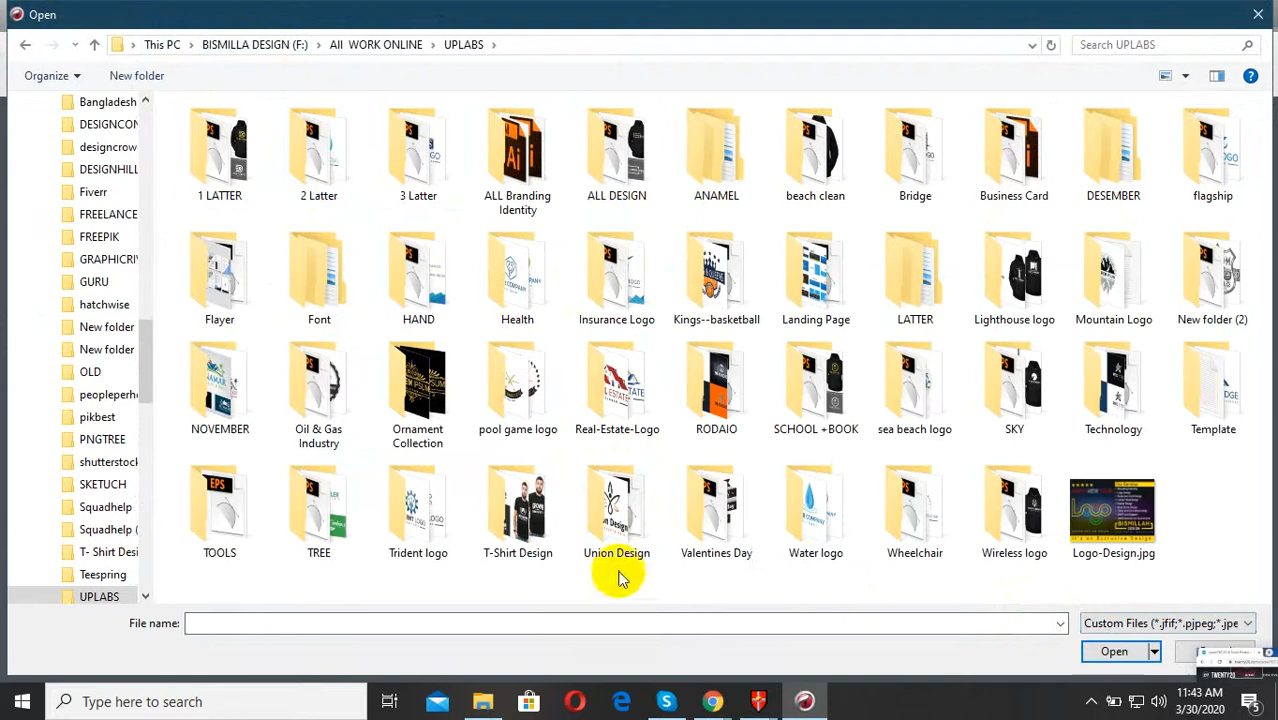 Open
This PC > BISMILLA DESIGN (F:) > All WORK ONLINE > UPLABS >
Search UPLABS
Organize
New folder
Bangladesh
DESIGNCON
designcrow
DESIGNHILL
Fiverr
FREELANCE
FREEPIK
GRAPHICRIV
GURU
hatchwise
New folder
New folder
OLD
peopleperh
pikbest
PNGTREE
shutterstock
SKETUCH
Squadhelp
Squadhelp (
T- Shirt Desi
Teespring
UPLABS
1 LATTER
2 Latter
3 Latter
ALL Branding Identity
ALL DESIGN
ANAMEL
beach clean
Bridge
Business Card
DESEMBER
flagship
Flayer
Font
HAND
Health
Insurance Logo
Kings--basketball
Landing Page
LATTER
Lighthouse logo
Mountain Logo
New folder (2)
NOVEMBER
Oil & Gas Industry
Ornament Collection
pool game logo
Real-Estate-Logo
RODAIO
SCHOOL +BOOK
sea beach logo
SKY
Technology
Template
TOOLS
TREE
Trident logo
T-Shirt Design
Union Design
Valentines Day
Water logo
Wheelchair
Wireless logo
Logo-Design.jpg
File name:
Custom Files (*.jfif;*.pjpeg;*.jpe
Open
Type here to search
11:43 AM
3/30/2020
5